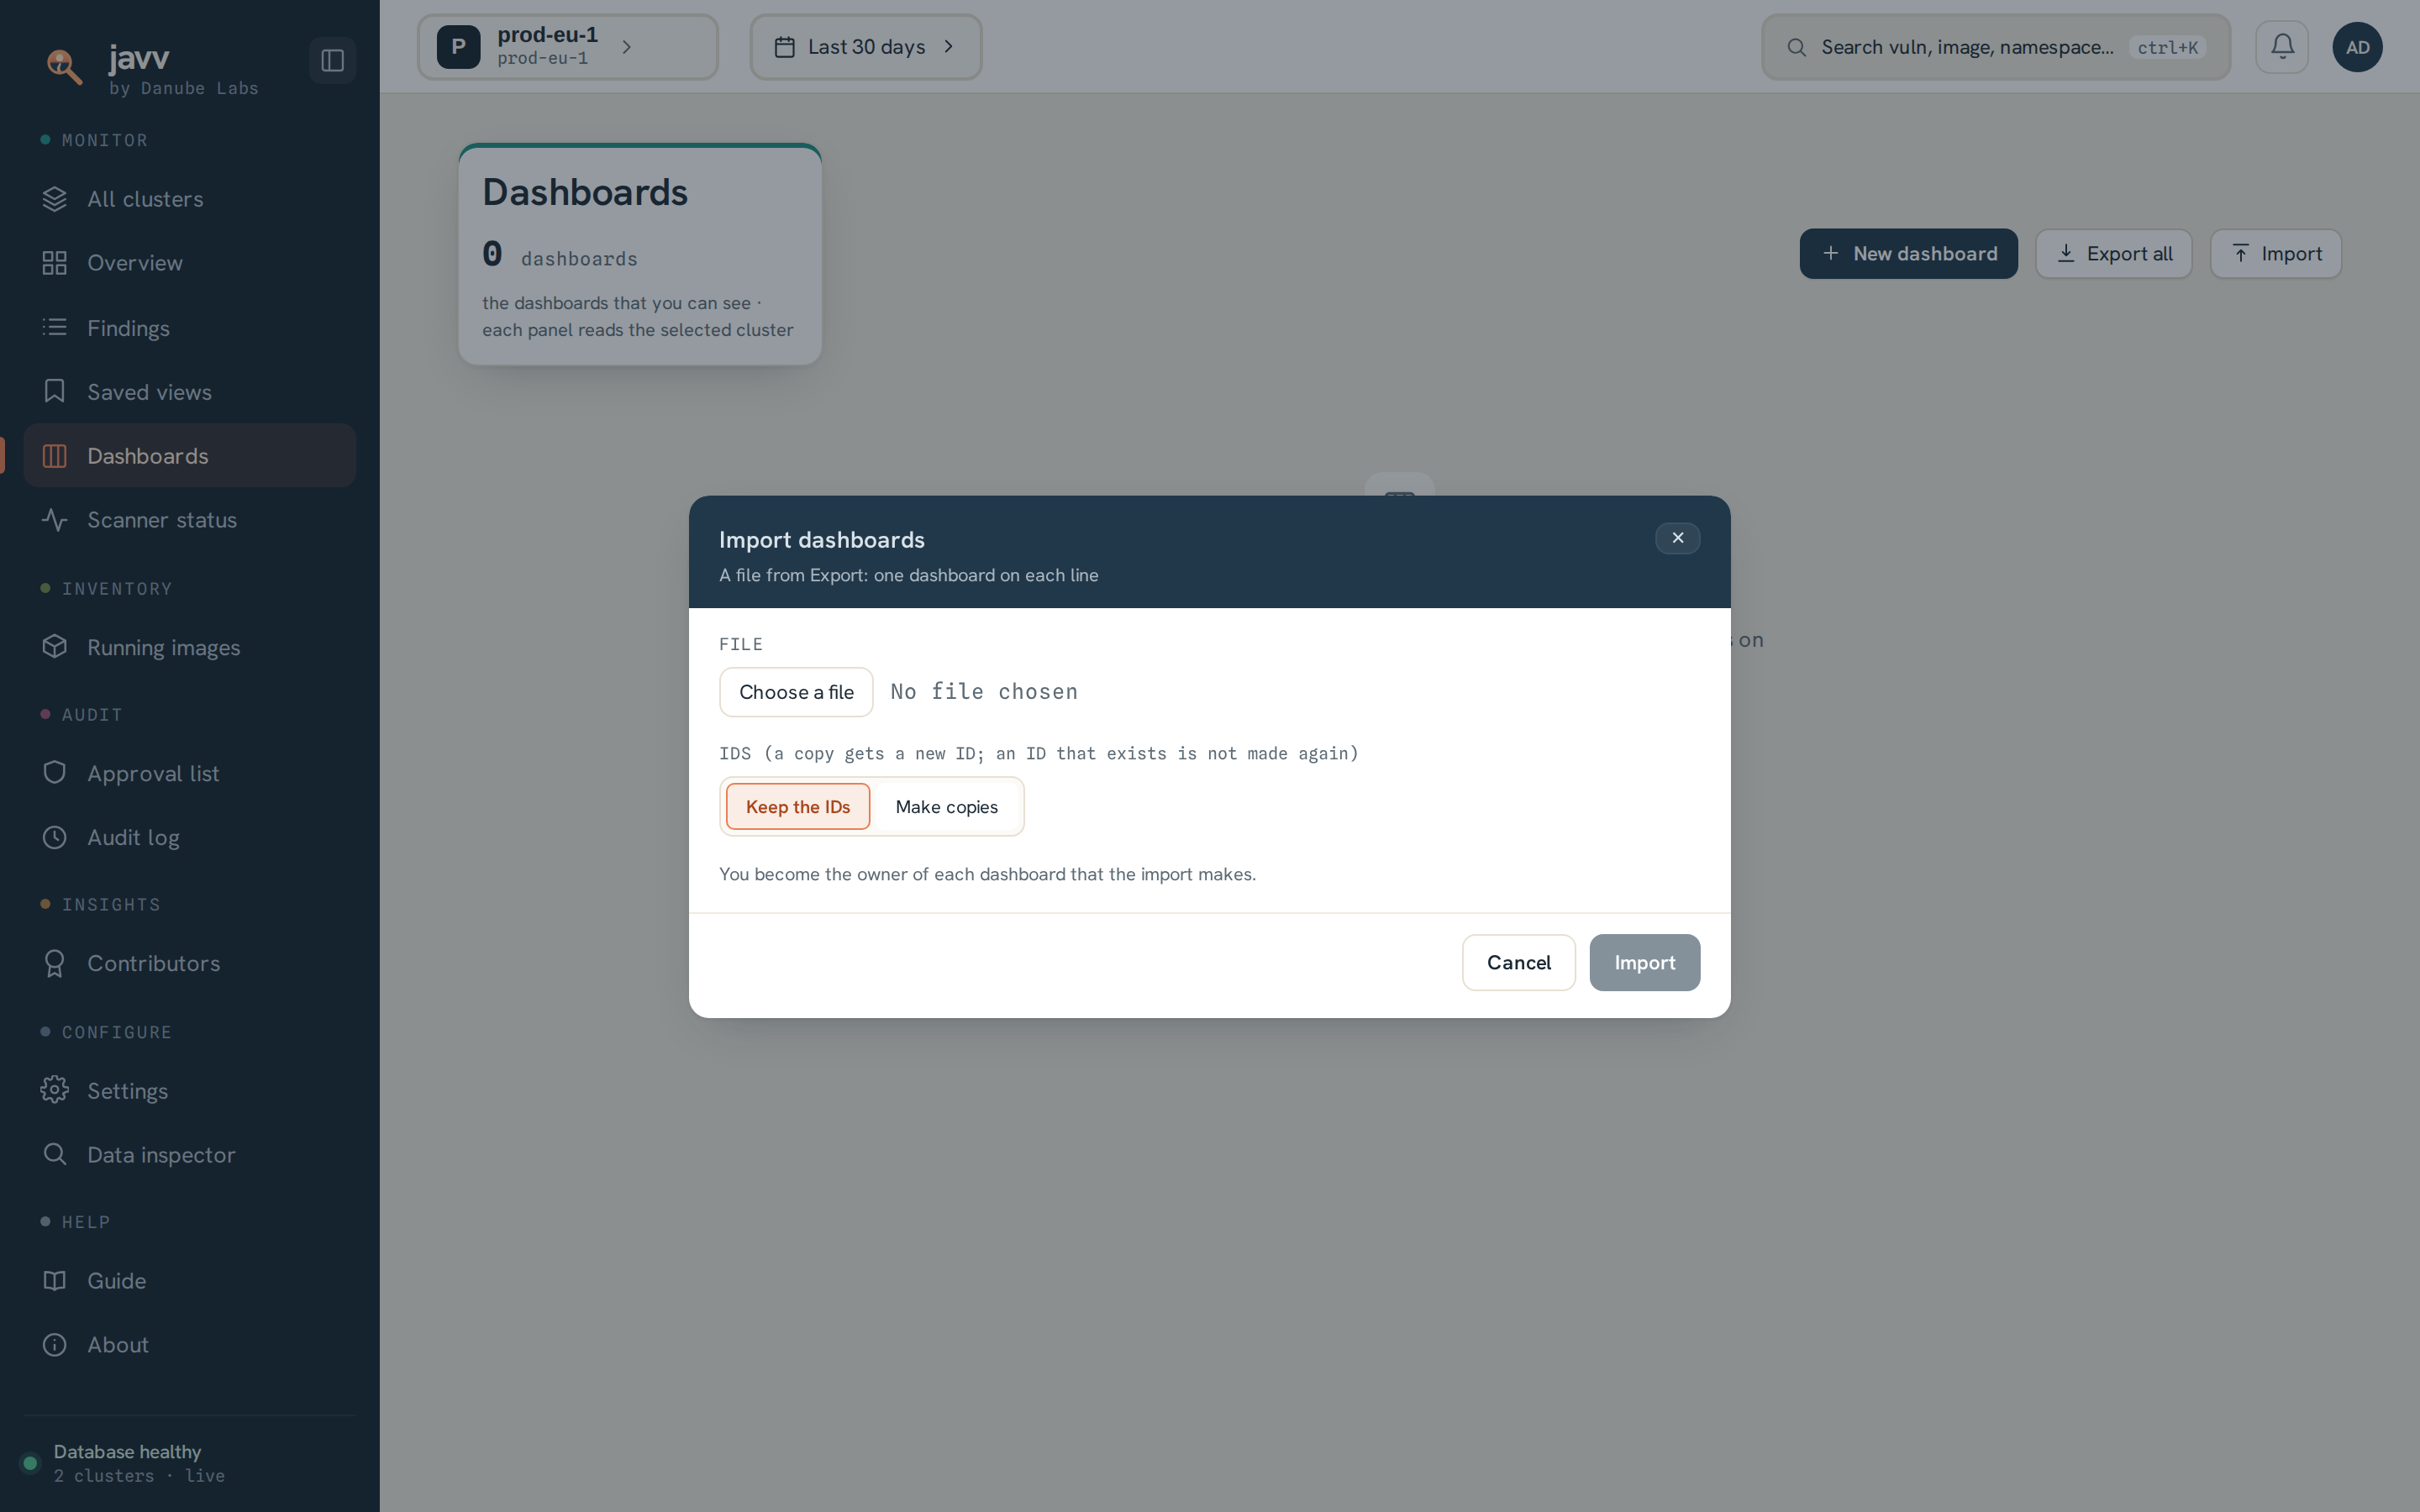 javv
by Danube Labs
MONITOR
All clusters
Overview
Findings
Saved views
Dashboards
Scanner status
INVENTORY
Running images
AUDIT
Approval list
Audit log
INSIGHTS
Contributors
CONFIGURE
Settings
Data inspector
HELP
Guide
About
Database healthy
2 clusters · live
P
prod-eu-1
prod-eu-1
Last 30 days
Search vuln, image, namespace...
ctrl+K
AD
Dashboards
0 dashboards
the dashboards that you can see ·
each panel reads the selected cluster
New dashboard
Export all
Import
on
Import dashboards
A file from Export: one dashboard on each line
FILE
Choose a file
No file chosen
IDS (a copy gets a new ID; an ID that exists is not made again)
Keep the IDs
Make copies
You become the owner of each dashboard that the import makes.
Cancel
Import